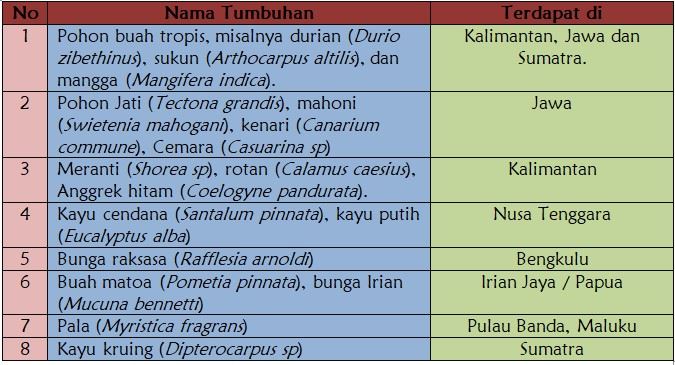 No Nama Tumbuhan Terdapat di
1 Pohon buah tropis, misalnya durian (Durio Kalimantan, Jawa dan
zibethinus), sukun (Arthocarpus altilis), dan Sumatra.
mangga (Mangifera indica).
2 Pohon Jati (Tectona grandis), mahoni Jawa
(Swietenia mahogani), kenari (Canarium
commune), Cemara (Casuarina sp)
3 Meranti (Shorea sp), rotan (Calamus caesius), Kalimantan
Anggrek hitam (Coelogyne pandurata).
4 Kayu cendana (Santalum pinnata), kayu putih Nusa Tenggara
(Eucalyptus alba)
5 Bunga raksasa (Rafflesia arnoldi) Bengkulu
6 Buah matoa (Pometia pinnata), bunga Irian Irian Jaya / Papua
(Mucuna bennetti)
7 Pala (Myristica fragrans) Pulau Banda, Maluku
8 Kayu kruing (Dipterocarpus sp) Sumatra